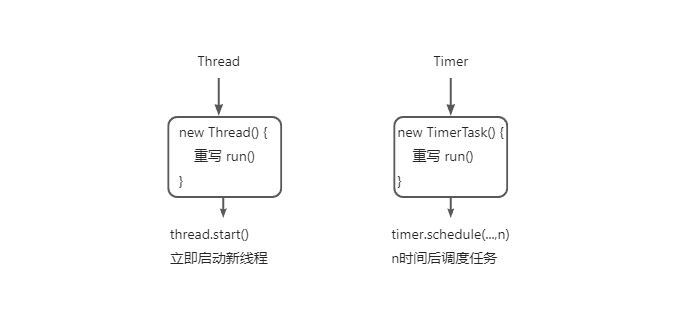 Thread
new Thread() {
重写 run()
}
thread.start()
立即启动新线程
Timer
new TimerTask() {
重写 run()
}
timer.schedule(...,n)
n时间后调度任务